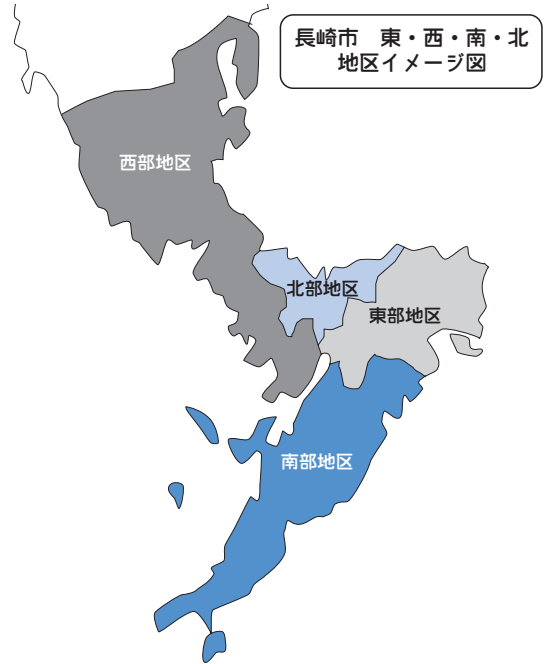 長崎市　東・西・南・北
地区イメージ図
西部地区
北部地区
東部地区
南部地区